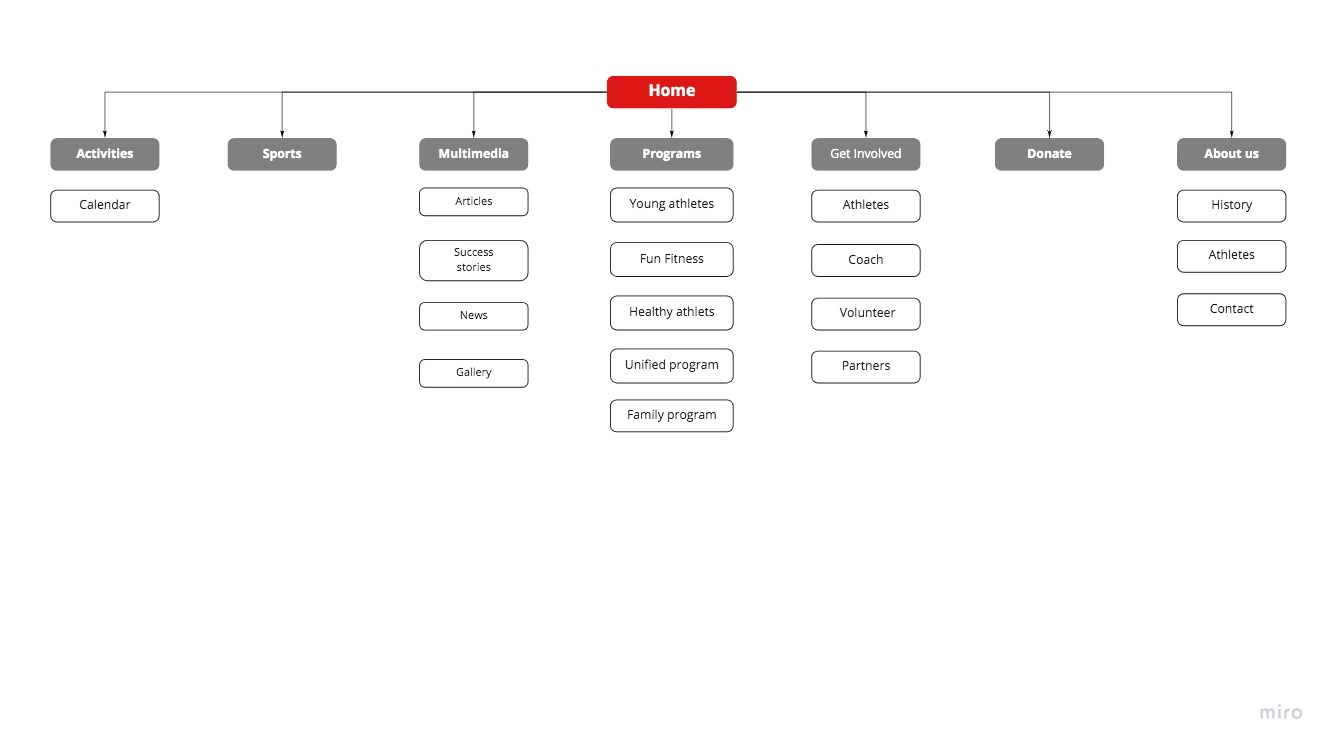 Home
Activities
Sports
Multimedia
Programs
Get Involved
Donate
About us
Calendar
Articles
Success
stories
News
Gallery
Young athletes
Fun Fitness
Healthy athlets
Unified program
Family program
Athletes
Coach
Volunteer
Partners
History
Athletes
Contact
miro